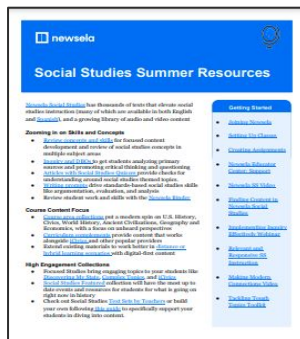 newsela
Social Studies Summer Resources
Newsela Social Studies has thousands of texts that elevate social
studies instruction (many of which are available in both English
and Spanish), and a growing library of audio and video content
Zooming in on Skills and Concepts
Review concepts and skills for focused content
development and review of social studies concepts in
multiple subject areas
Inquiry and DBQs to get students analyzing primary
sources and promoting critical thinking and questioning
Articles with Social Studies Quizzes provide checks for
understanding around social studies themed topics.
Writing prompts drive standards-based social studies skills
like argumentation, evaluation, and analysis
Review student work and skills with the Newsela Binder.
Course Content Focus
Course area collections put a modern spin on U.S. History,
Civics, World History, Ancient Civilizations, Geography and
Economics, with a focus on unheard perspectives
Curriculum complements provide content that works
alongside iCivics and other popular providers
Extend existing materials to work better in distance or
hybrid learning scenarios with digital-first content
High Engagement Collections
Focused Studies bring engaging topics to your students like
Discovering My State, Complex Topics, and iCivics
Social Studies Featured collection will have the most up to
date events and resources for students for what is going on
right now in history
Check out Social Studies Text Sets by Teachers or build
your own following this guide to specifically support your
students in diving into content.
Getting Started
Joining Newsela
Setting Up Classes
Creating Assignments
Newsela Educator
Center: Support
Newsela SS Video
Finding Content in
Newsela Social
Studies
Implementing Inquiry
Effectively Webinar
Relevant and
Responsive SS
Instruction
Making Modern
Connections Video
Tackling Tough
Topics Toolkit